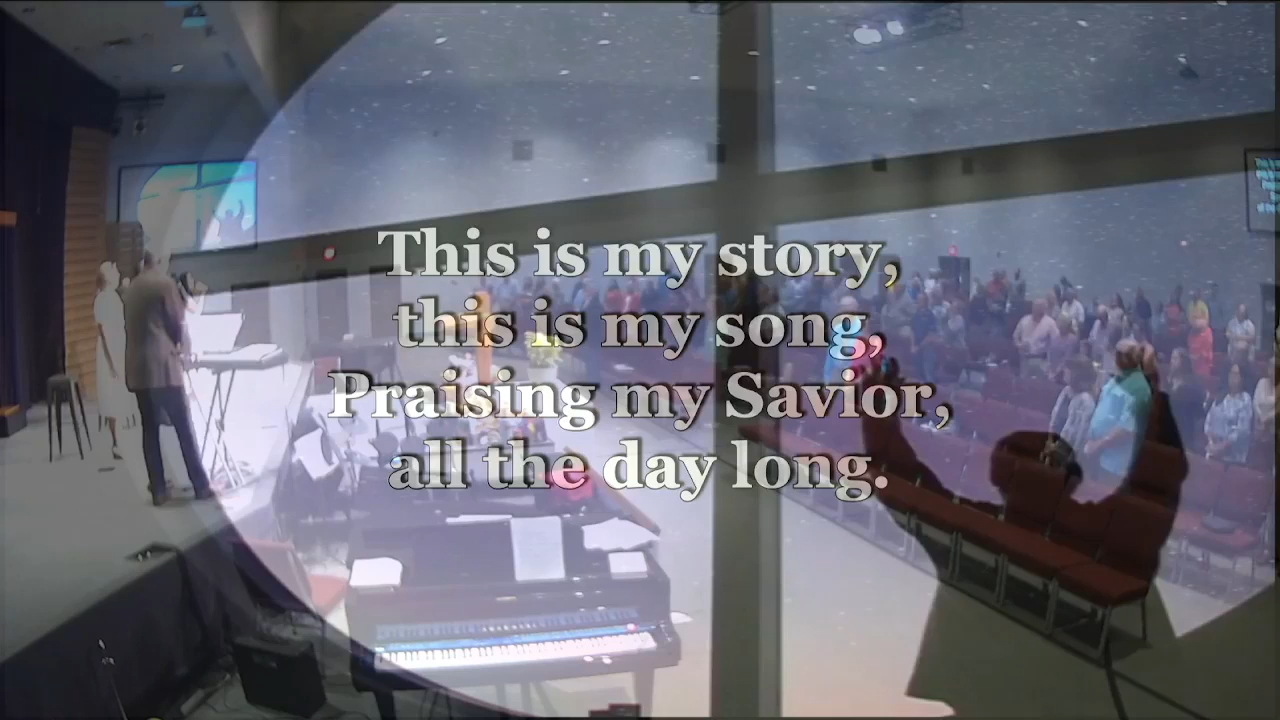 This is my story,
this is my song,
Praising my Savior,
all the day long.